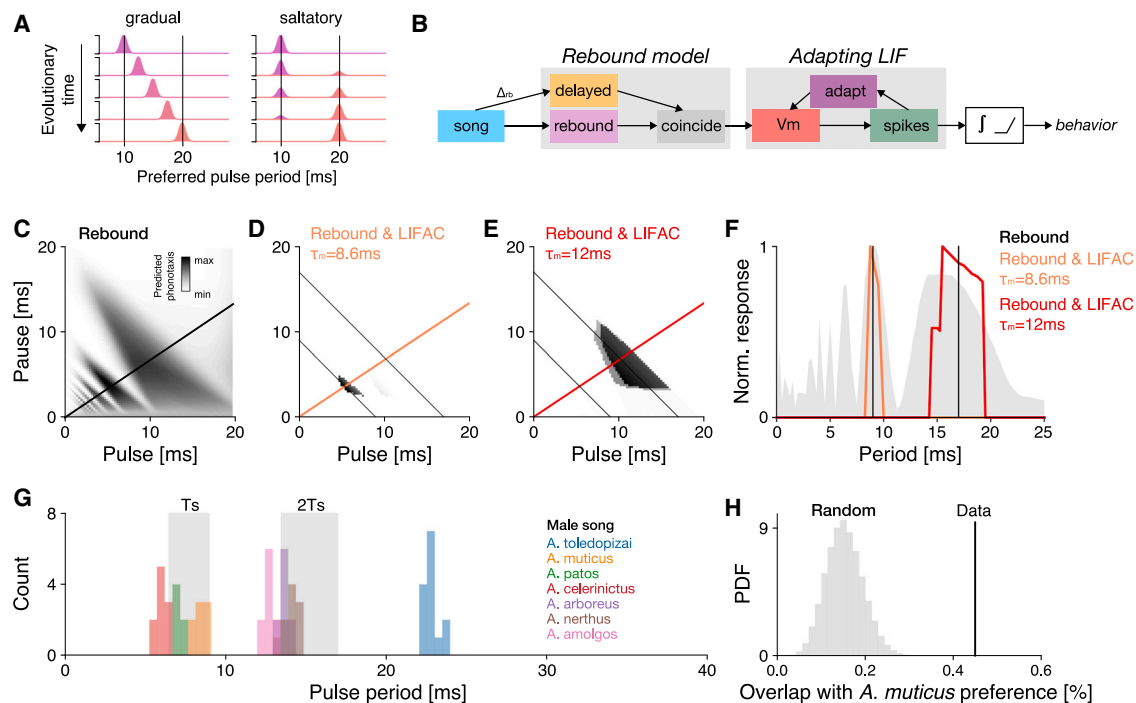 A
gradual
saltatory
Evolutionary
time
10
20
10
20
Preferred pulse period [ms]
B
Rebound model
Adapting LIF
Δrb
delayed
adapt
song
rebound
coincide
Vm
spikes
∫
behavior
C
Rebound
Predicted
phonotaxis
max
min
20
10
0
Pause [ms]
0
10
20
Pulse [ms]
D
Rebound & LIFAC
τm=8.6ms
20
10
0
0
10
20
Pulse [ms]
E
Rebound & LIFAC
τm=12ms
20
10
0
0
10
20
Pulse [ms]
F
Rebound
Rebound & LIFAC
τm=8.6ms
Rebound & LIFAC
τm=12ms
1
0
Norm. response
0
5
10
15
20
25
Period [ms]
G
Ts
2Ts
8
4
0
Count
Male song
A. toledopizai
A. muticus
A. patos
A. celerinictus
A. arboreus
A. nerthus
A. amolgos
0
10
20
30
40
Pulse period [ms]
H
Random
Data
9
0
PDF
0
0.2
0.4
0.6
Overlap with A. muticus preference [%]